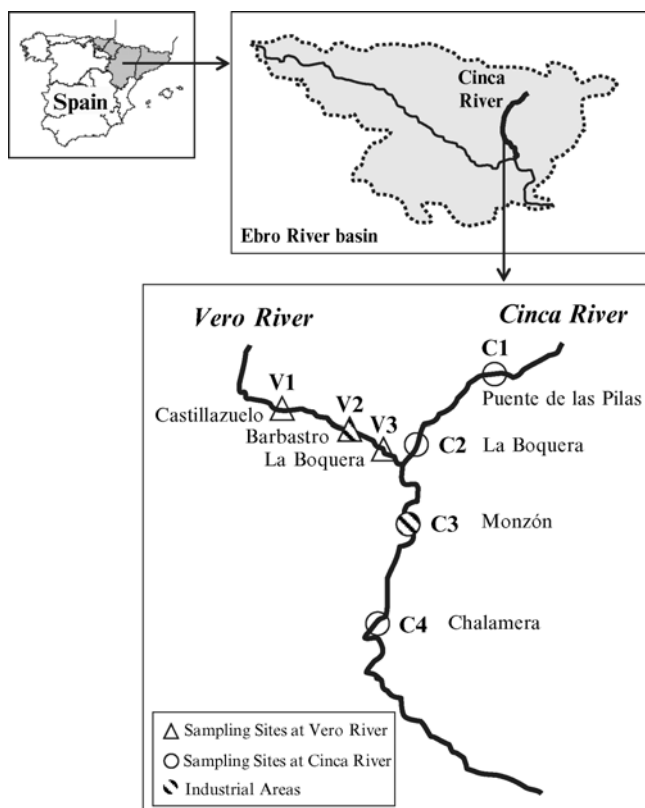 Spain
Cinca
River
Ebro River basin
Vero River
Cinca River
C1
Puente de las Pilas
V1
Castillazuelo
V2
Barbastro
V3
La Boquera
C2 La Boquera
C3 Monzón
C4 Chalamera
Sampling Sites at Vero River
Sampling Sites at Cinca River
Industrial Areas